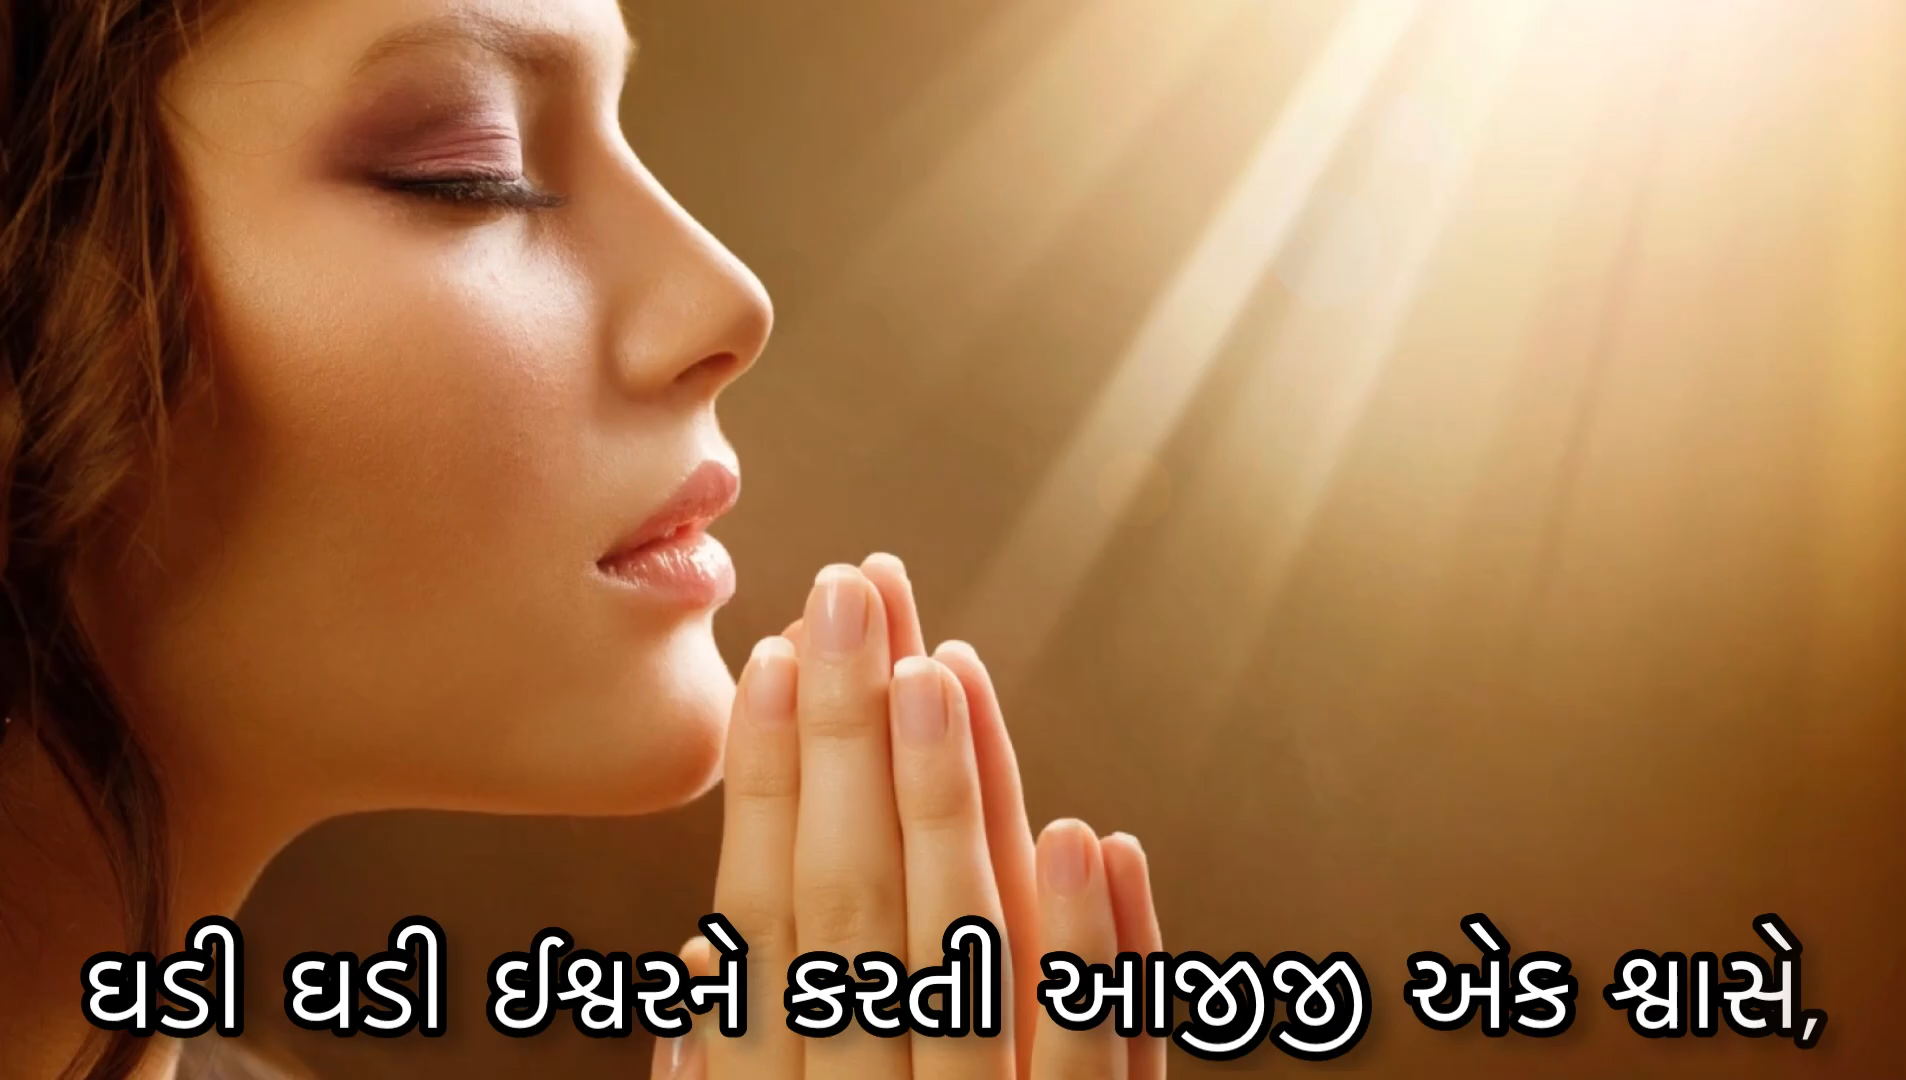 ઘડી ઘડી ઈશ્વરને કરતી આજીજી એક શ્વાસે,